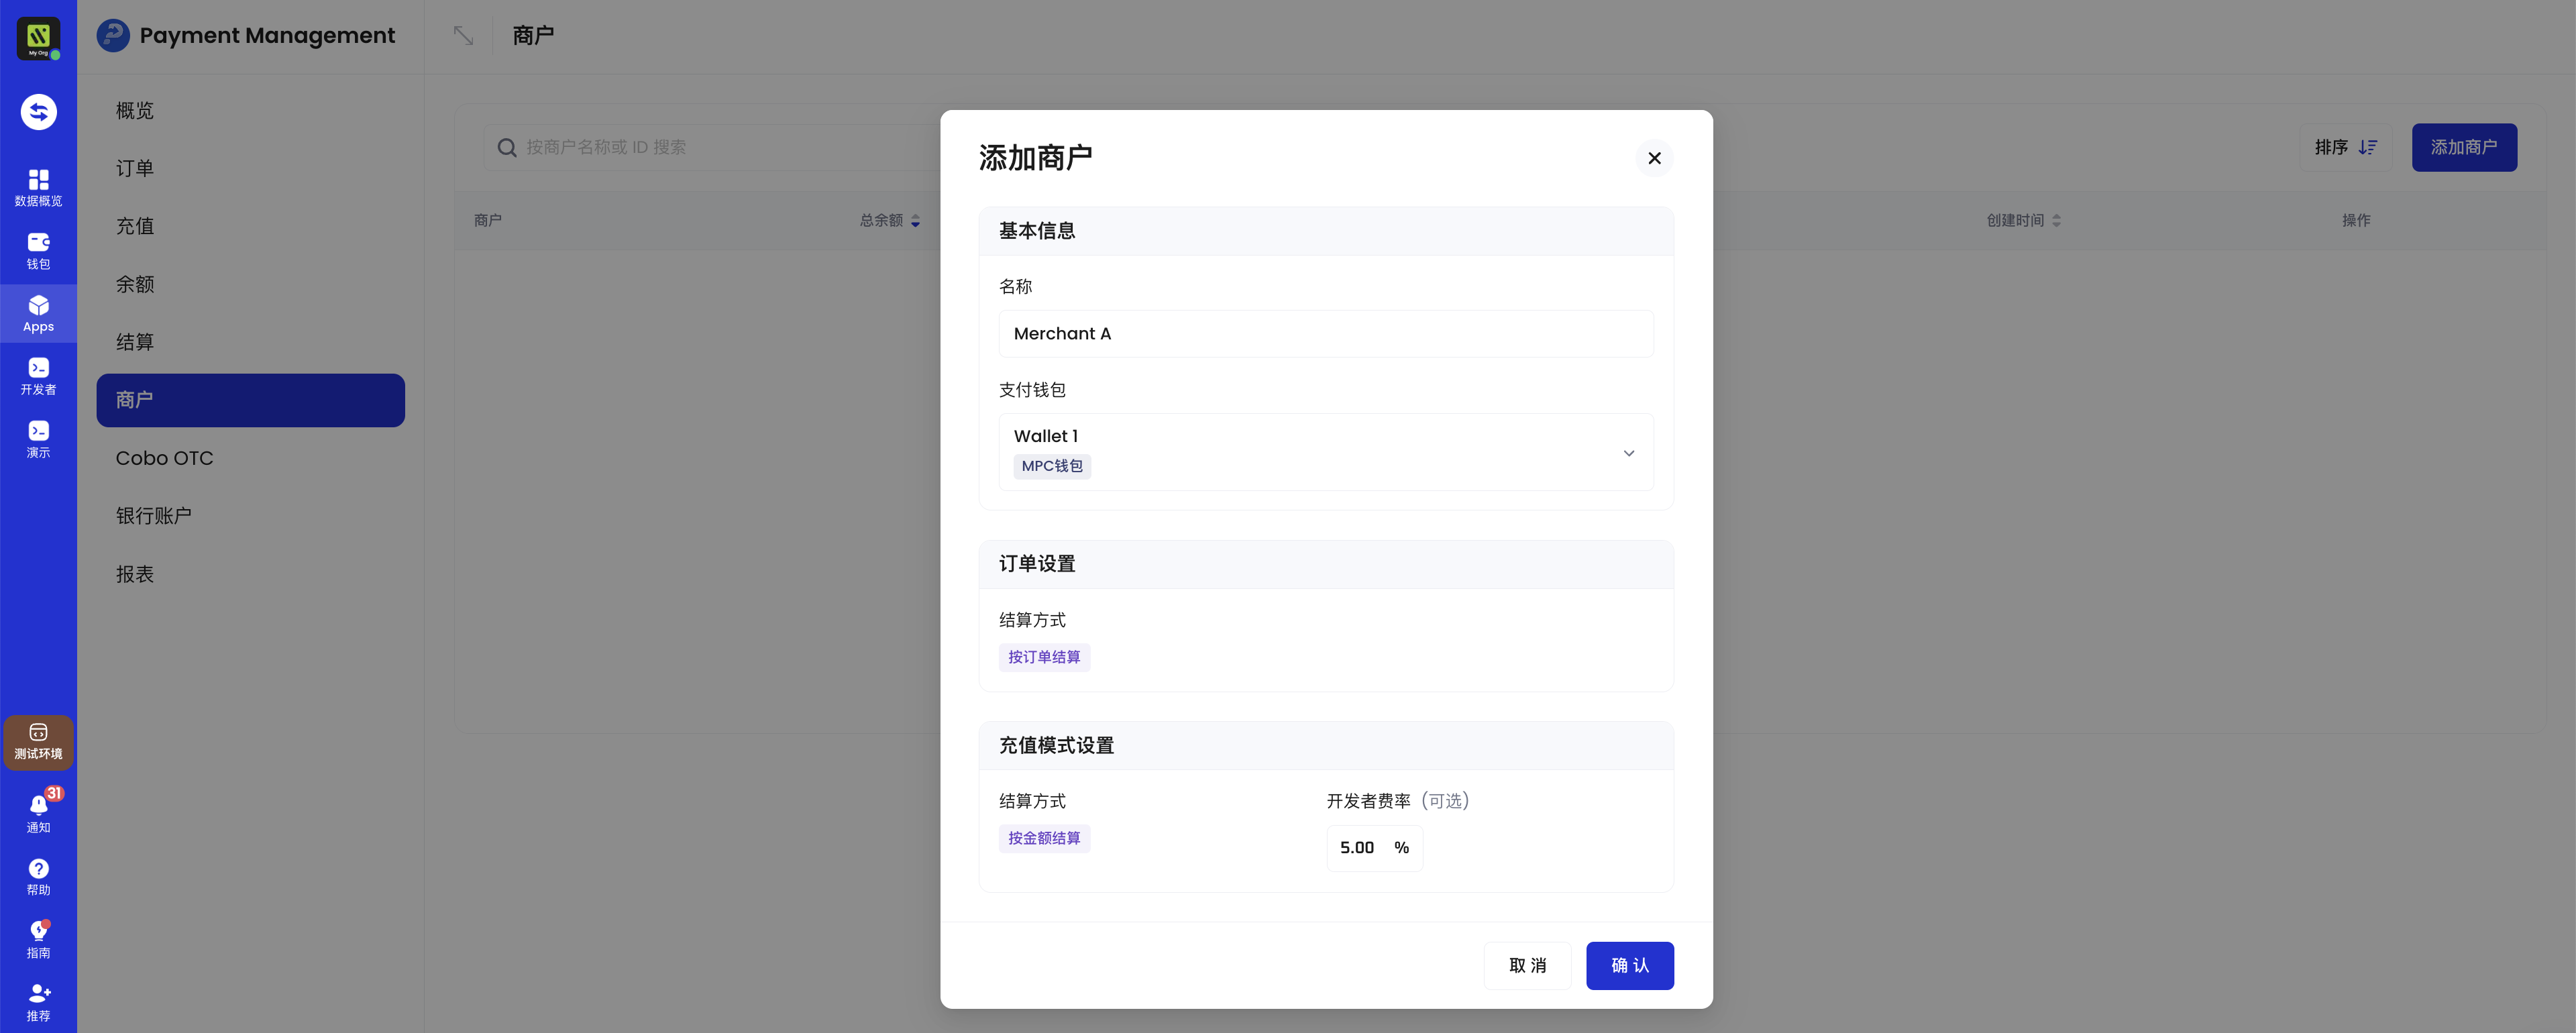 My Org
数据概览
钱包
Apps
开发者
演示
测试环境
31
通知
帮助
指南
推荐
Payment Management
概览
订单
充值
余额
结算
商户
Cobo OTC
银行账户
报表
商户
按商户名称或 ID 搜索
排序
添加商户
商户
总余额
创建时间
操作
添加商户
基本信息
名称
Merchant A
支付钱包
Wallet 1
MPC钱包
订单设置
结算方式
按订单结算
充值模式设置
结算方式
开发者费率 (可选)
按金额结算
5.00 %
取 消
确 认